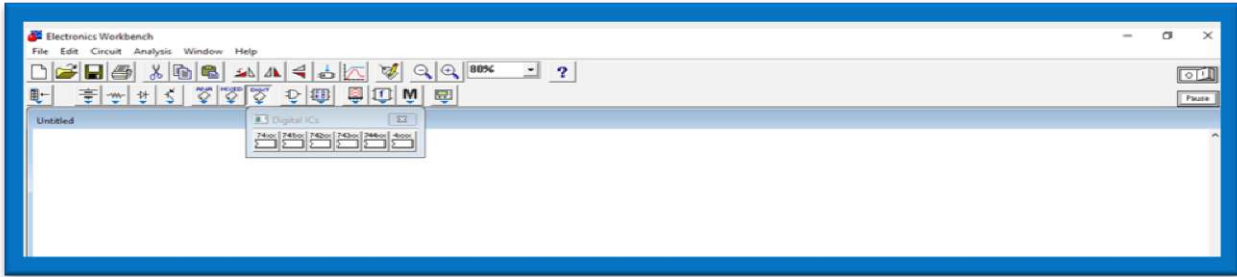 Electronics Workbench
File Edit Circuit Analysis Window Help
80%
?
M
Pause
Untitled
Digital ICs
74xx 741xx 742xx 743xx 744xx 4xxx